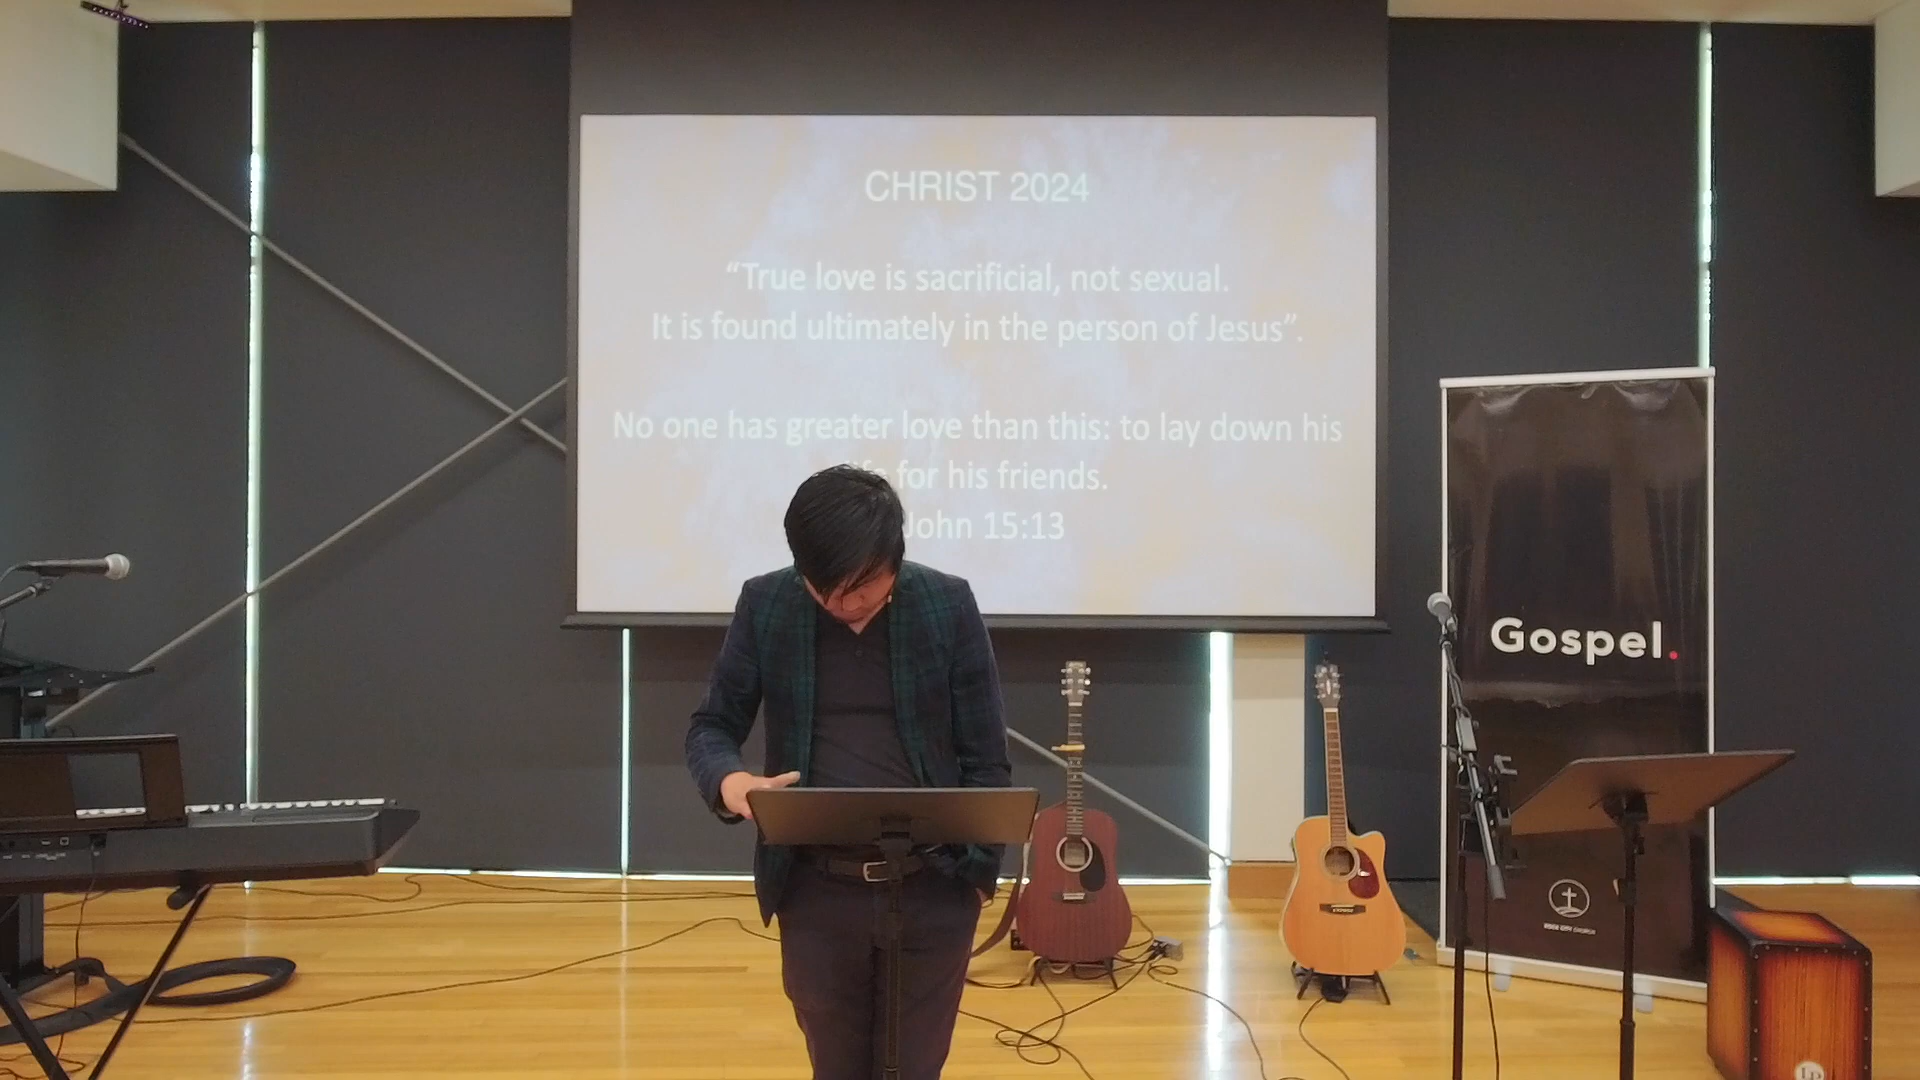 CHRIST 2024
“True love is sacrificial, not sexual.
It is found ultimately in the person of Jesus”.
No one has greater love than this: to lay down his
life for his friends.
John 15:13
Gospel.
LP